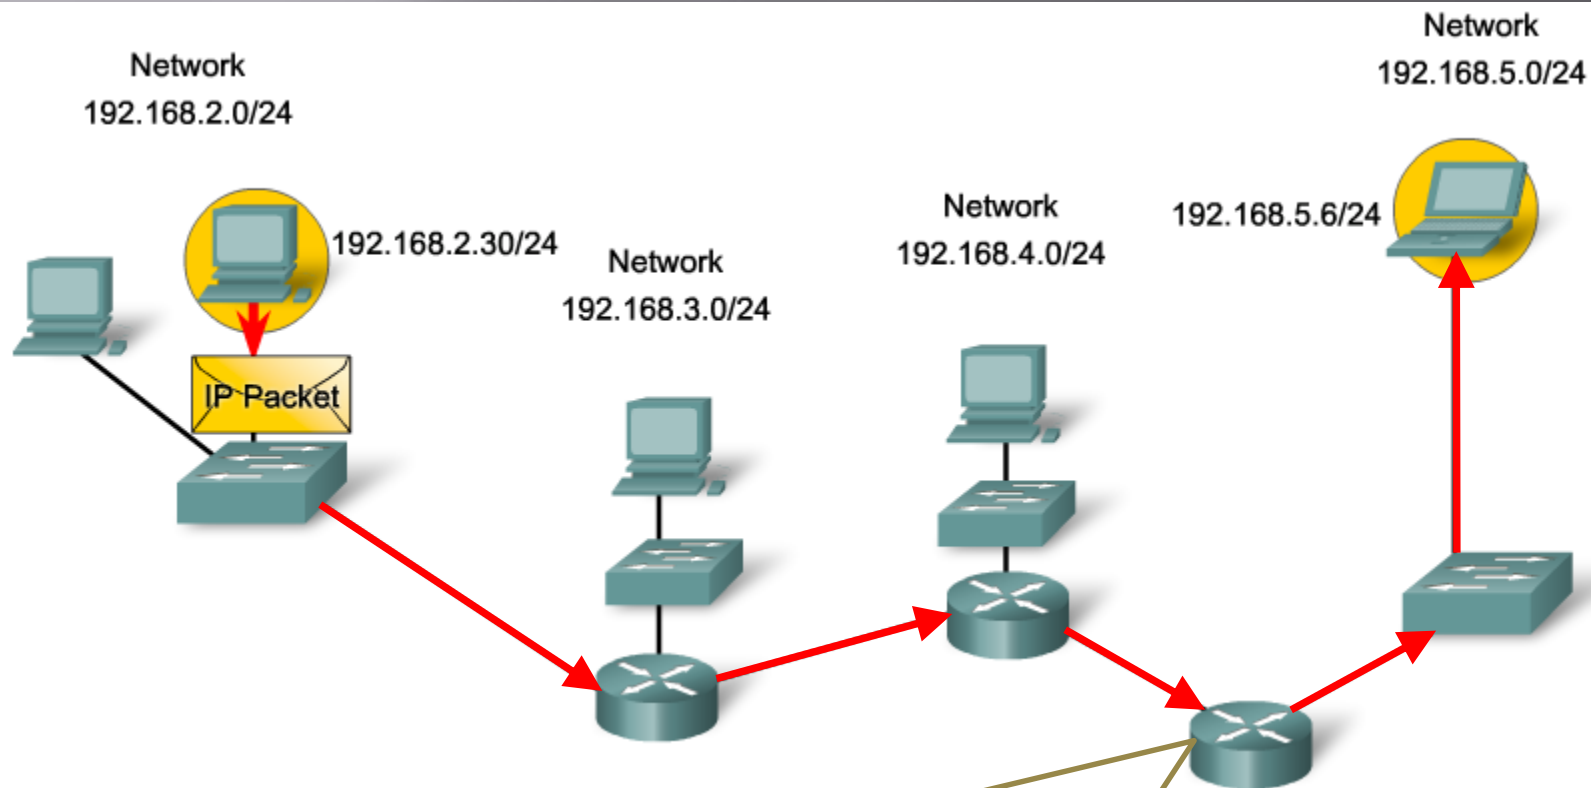 Network
192.168.2.0/24
192.168.2.30/24
IP Packet
Network
192.168.3.0/24
Network
192.168.4.0/24
Network
192.168.5.0/24
192.168.5.6/24